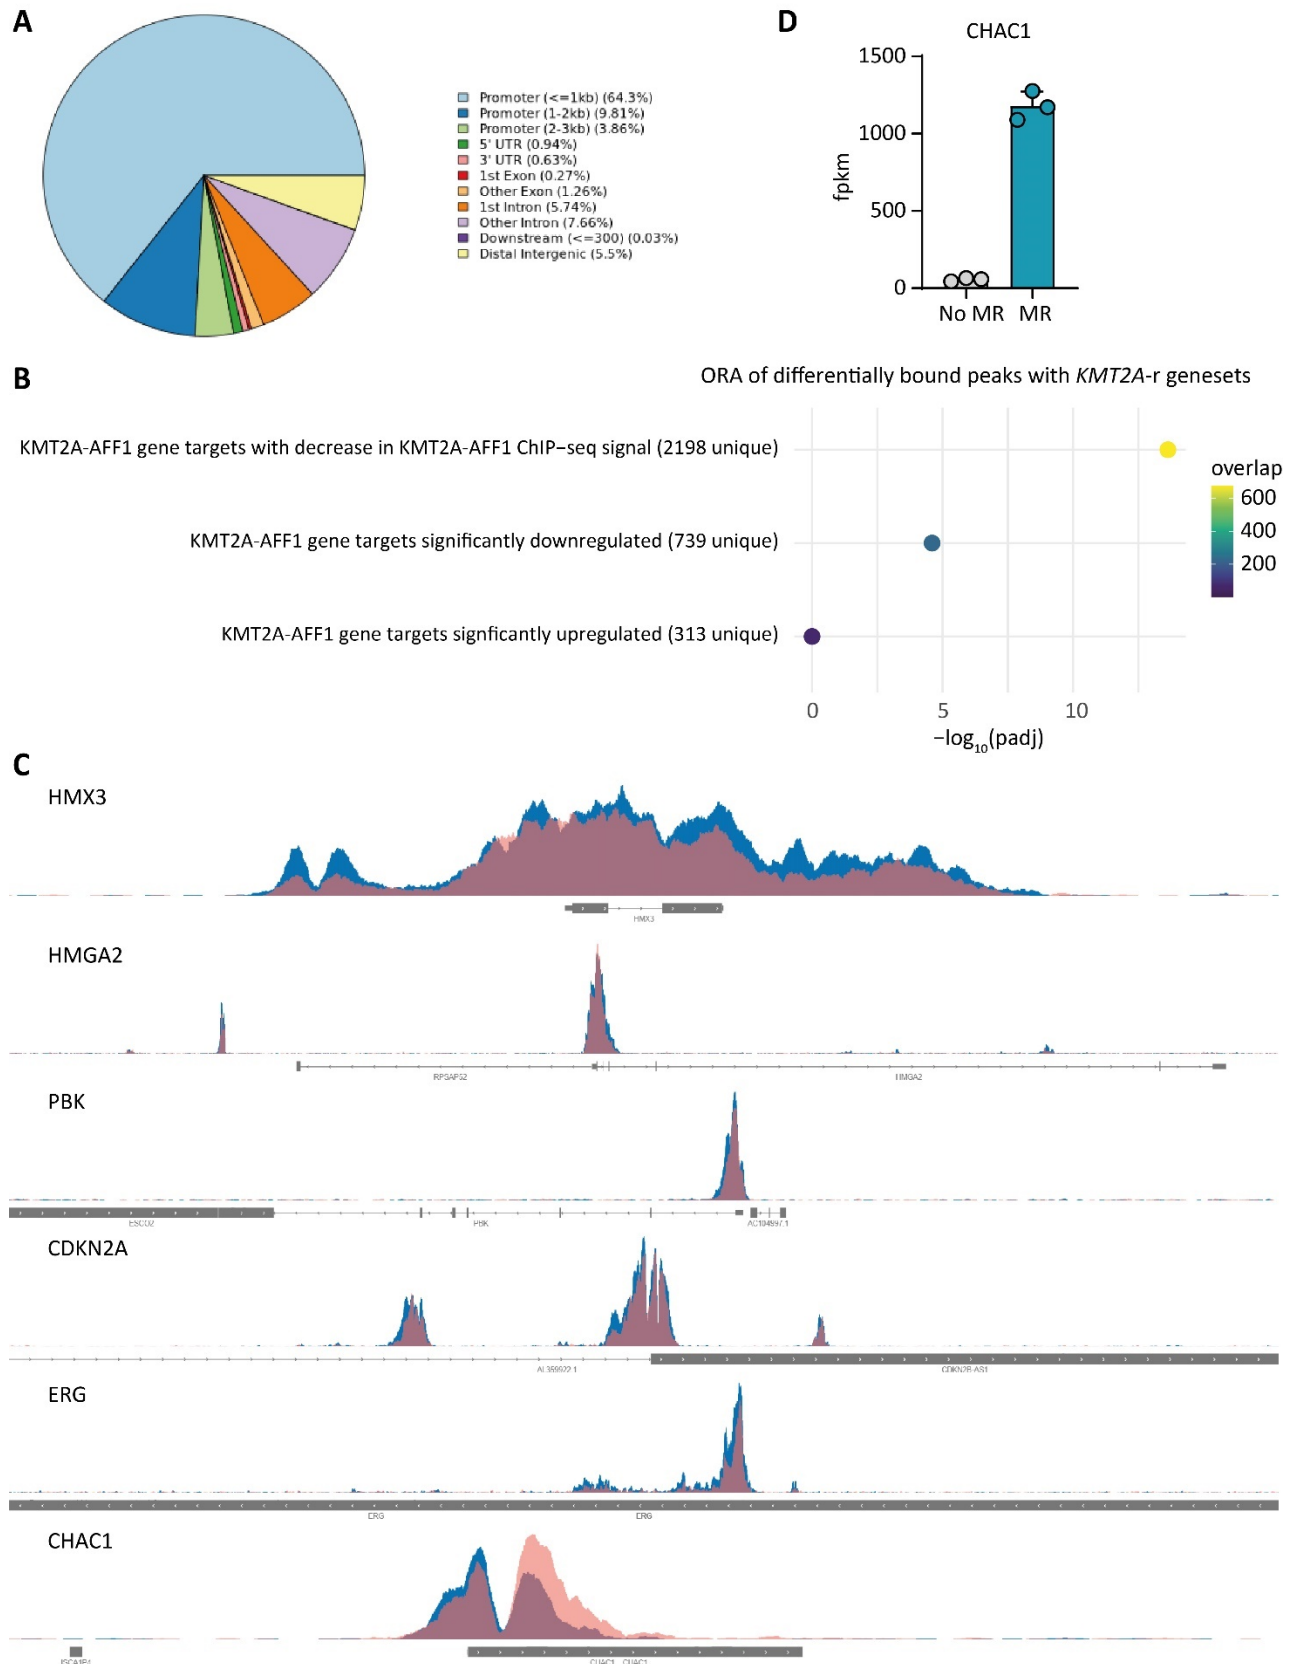 A
Promoter (<=1kb) (64.3%)
Promoter (1-2kb) (9.81%)
Promoter (2-3kb) (3.86%)
5' UTR (0.94%)
3' UTR (0.63%)
1st Exon (0.27%)
Other Exon (1.26%)
1st Intron (5.74%)
Other Intron (7.66%)
Downstream (<=300) (0.03%)
Distal Intergenic (5.5%)
D
CHAC1
1500
1000
500
0
fpkm
No MR MR
B
ORA of differentially bound peaks with KMT2A-r genesets
KMT2A-AFF1 gene targets with decrease in KMT2A-AFF1 ChIP−seq signal (2198 unique)
KMT2A-AFF1 gene targets significantly downregulated (739 unique)
KMT2A-AFF1 gene targets signficantly upregulated (313 unique)
overlap
600
400
200
0 5 10
−log10(padj)
C
HMX3
HMX3
HMGA2
RPSAP52 HMGA2
PBK
ESCO2 PBK AC104997.1
CDKN2A
AL359922.1 CDKN2B-AS1
ERG
ERG ERG
CHAC1
CHAC1 CHAC1